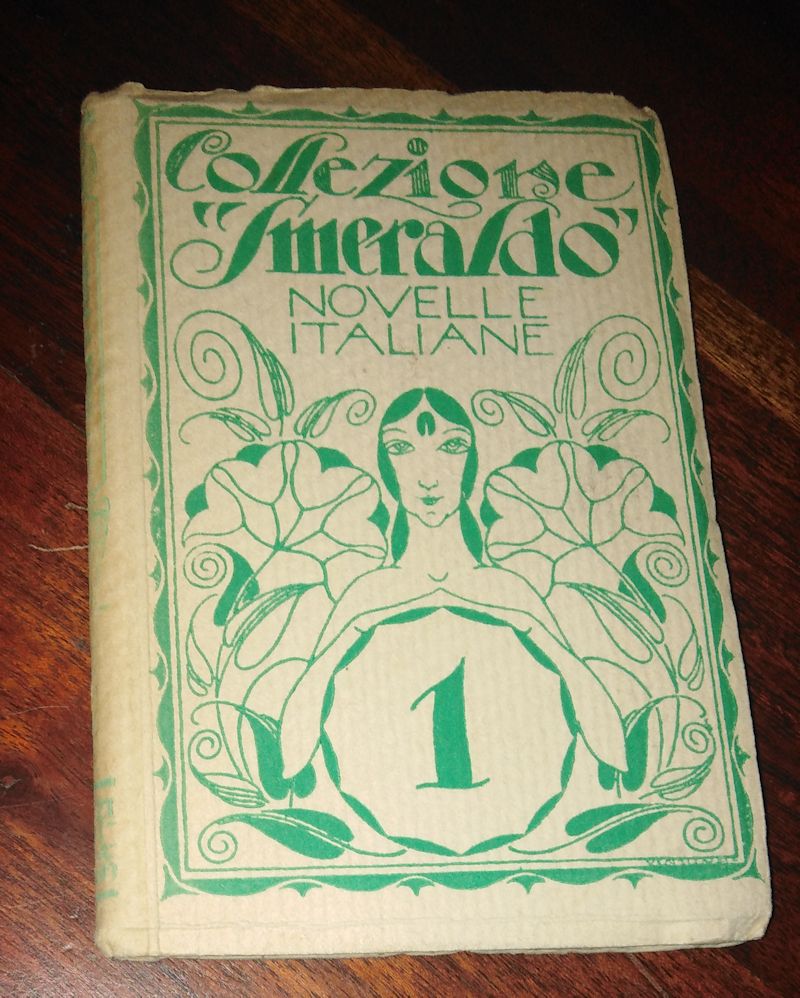 Collezione
"Smeraldo"
NOVELLE
ITALIANE
1